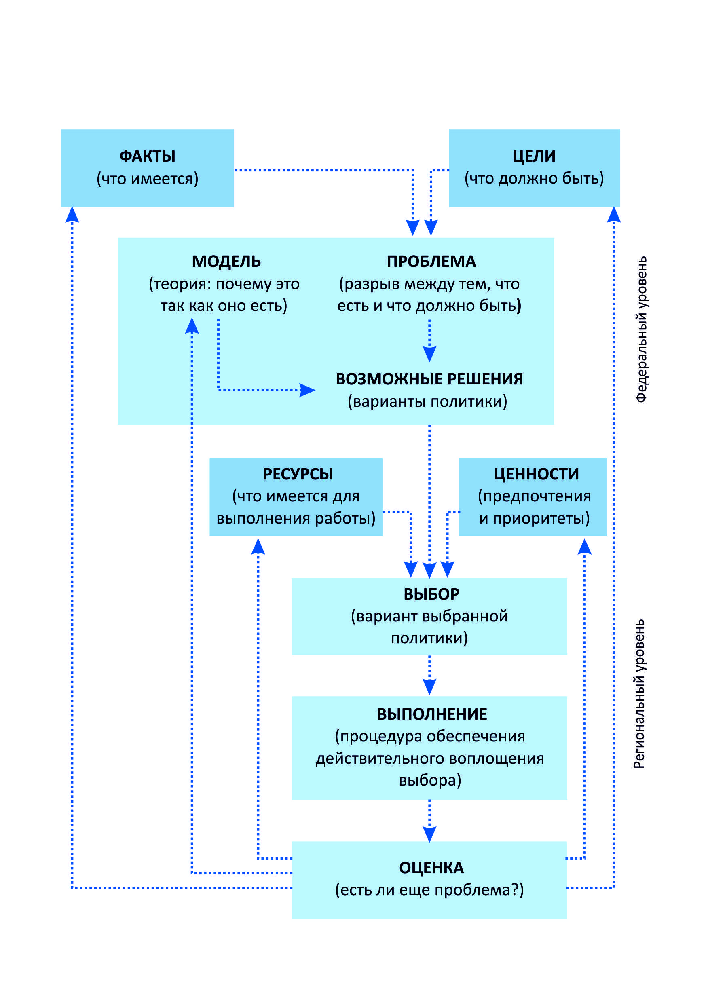 ФАКТЫ
(что имеется)
ЦЕЛИ
(что должно быть)
МОДЕЛЬ
(теория: почему это
так как оно есть)
ПРОБЛЕМА
(разрыв между тем, что
есть и что должно быть)
ВОЗМОЖНЫЕ РЕШЕНИЯ
(варианты политики)
Федеральный уровень
РЕСУРСЫ
(что имеется для
выполнения работы)
ЦЕННОСТИ
(предпочтения
и приоритеты)
ВЫБОР
(вариант выбранной
политики)
ВЫПОЛНЕНИЕ
(процедура обеспечения
действительного воплощения
выбора)
Региональный уровень
ОЦЕНКА
(есть ли еще проблема?)